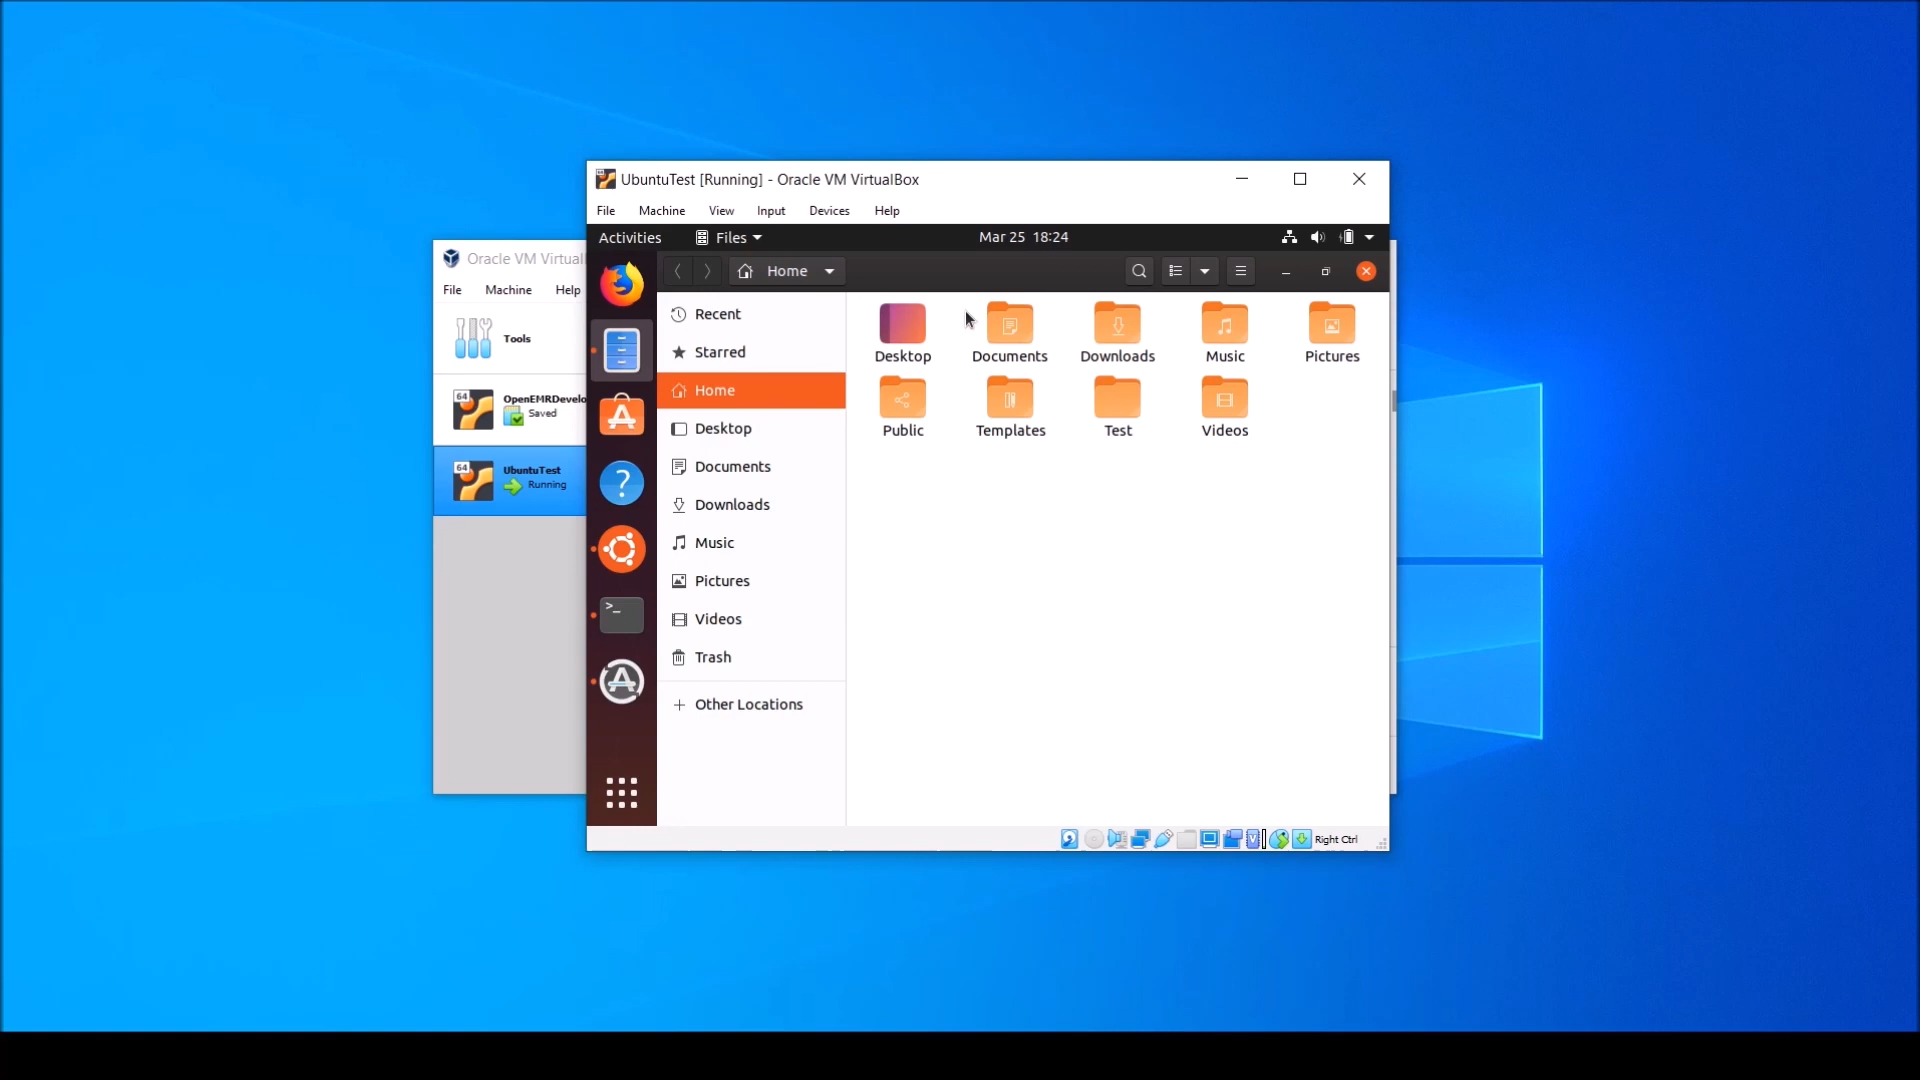 UbuntuTest [Running] - Oracle VM VirtualBox
File Machine View Input Devices Help
Activities Files Mar 25 18:24
Home
Recent
Starred
Home
Desktop
Documents
Downloads
Music
Pictures
Videos
Trash
Other Locations
Desktop Documents Downloads Music Pictures
Public Templates Test Videos
Right Ctrl
Oracle VM Virtual
File Machine Help
Tools
64
OpenEMRDevelo
Saved
64
UbuntuTest
Running